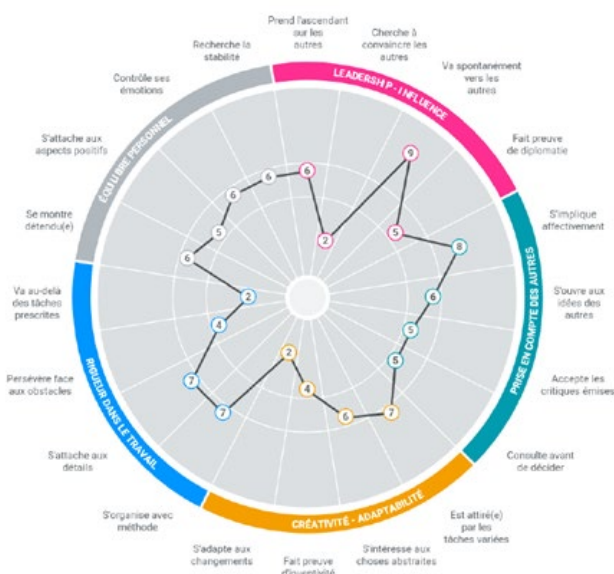 Prend l'ascendant
sur les
autres
Cherche à
convaincre les
autres
Va spontanément
vers les
autres
Fait preuve
de diplomatie
S'implique
affectivement
S'ouvre aux
idées des
autres
Accepte les
critiques émises
Consulte avant
de décider
Est attiré(e)
par les
tâches variées
S'intéresse aux
choses abstraites
Fait preuve
d'inventivité
S'adapte aux
changements
S'organise avec
méthode
S'attache aux
détails
Persévère face
aux obstacles
Va au-delà
des tâches
prescrites
Se montre
détendu(e)
S'attache aux
aspects positifs
Contrôle ses
émotions
Recherche la
stabilité
LEADERSHIP - INFLUENCE
PRISE EN COMPTE DES AUTRES
CRÉATIVITÉ - ADAPTABILITÉ
RIGUEUR DANS LE TRAVAIL
ÉQUILIBRE PERSONNEL
6
2
9
5
8
6
5
5
7
6
4
2
7
7
4
2
6
5
6
6